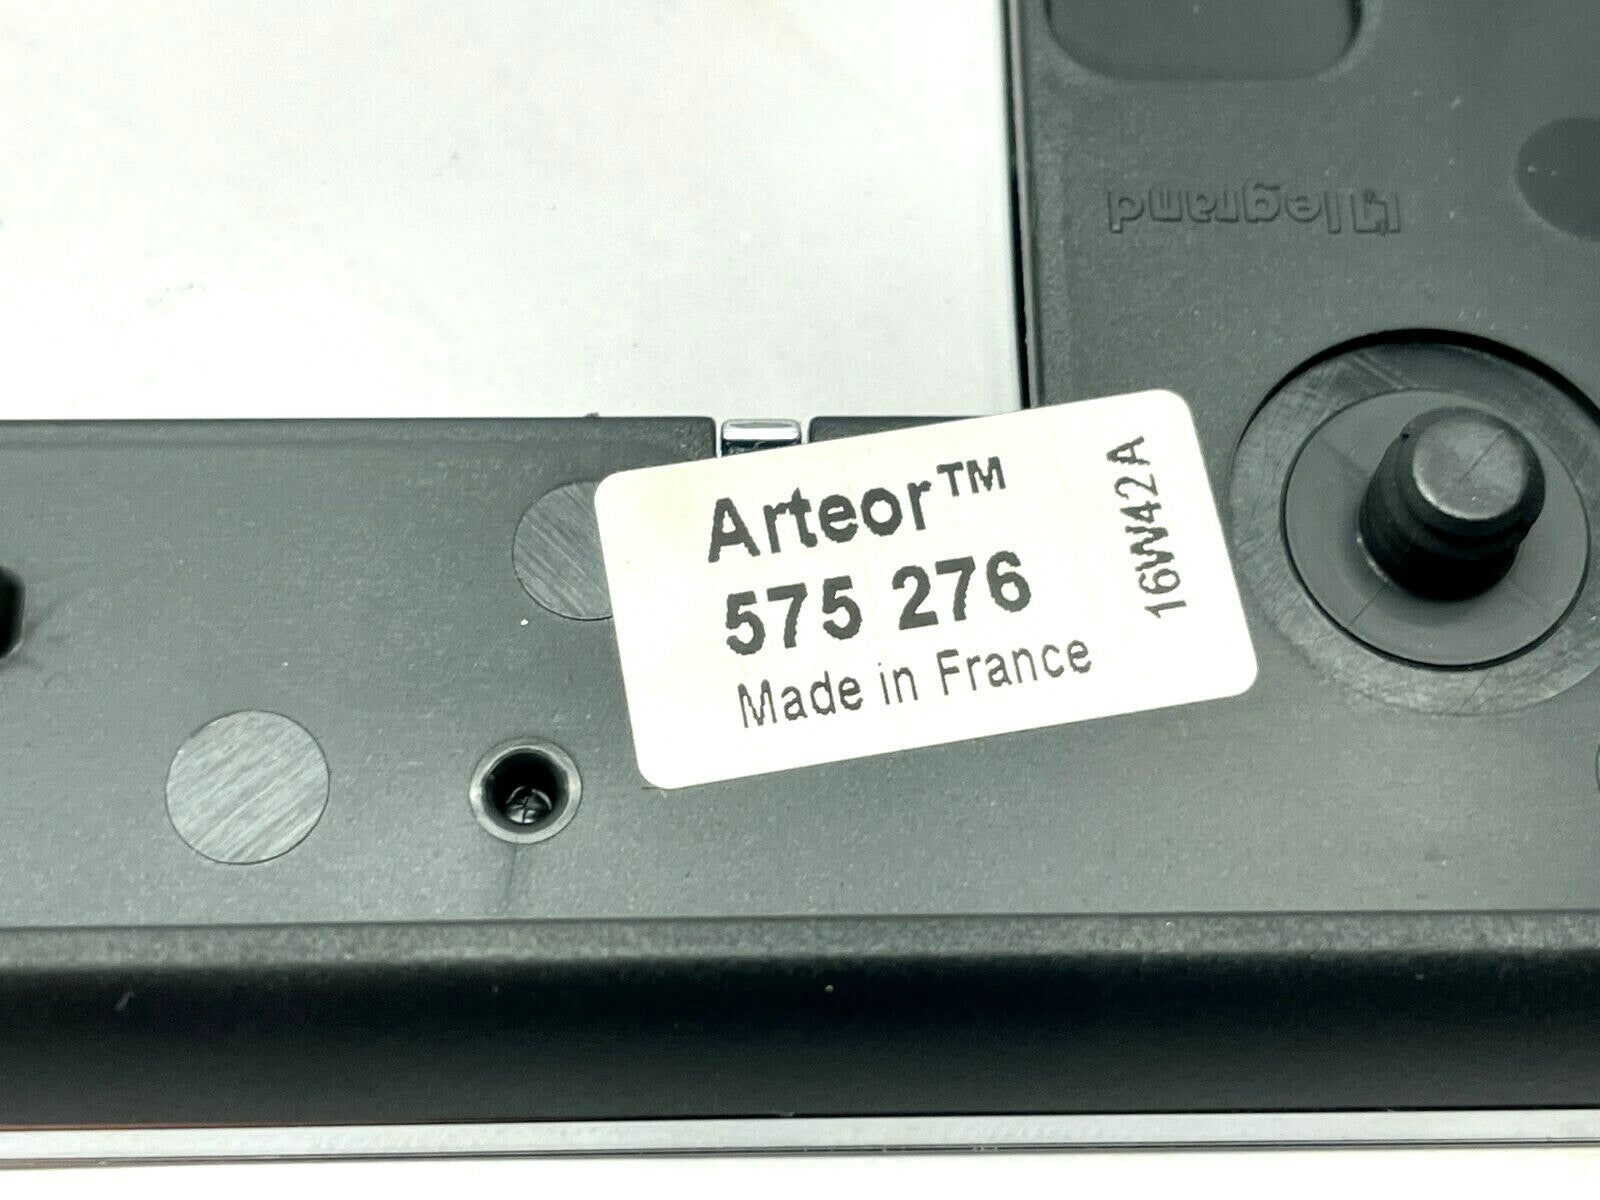 legrand
Arteor™
575 276
Made in France
16W42A